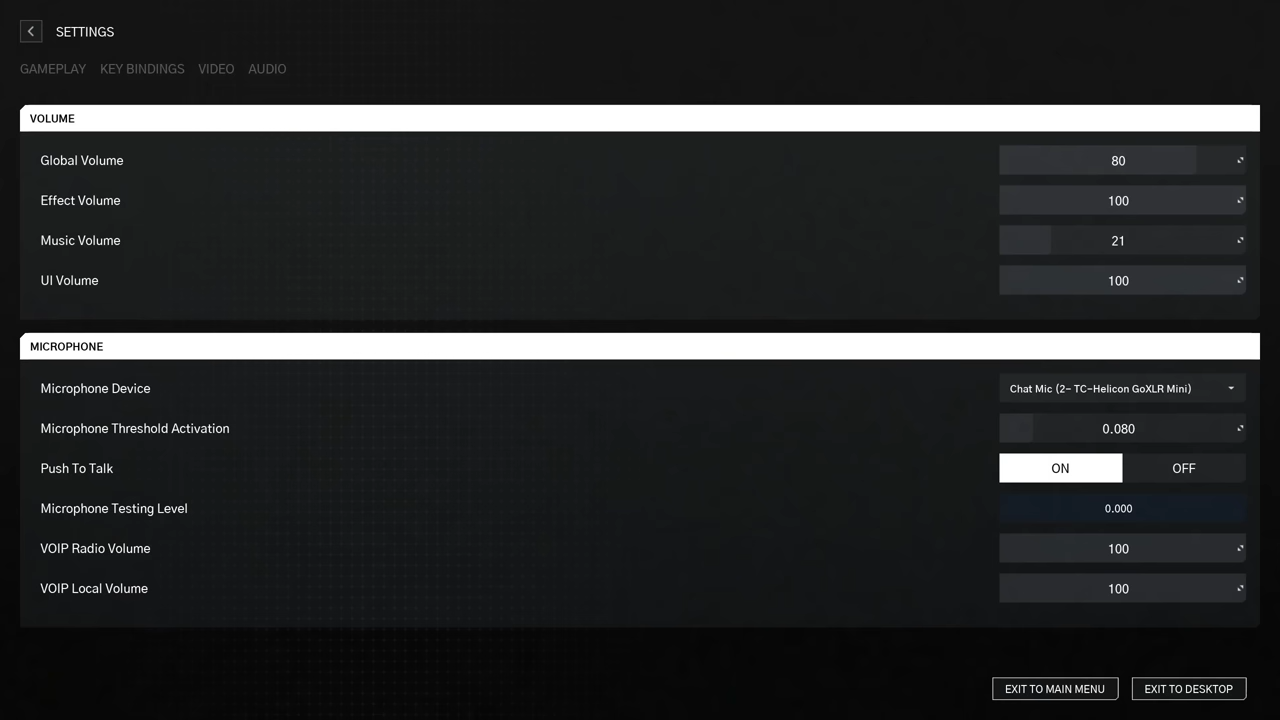 SETTINGS
GAMEPLAY KEY BINDINGS VIDEO AUDIO
VOLUME
Global Volume 80
Effect Volume 100
Music Volume 21
UI Volume 100
MICROPHONE
Microphone Device Chat Mic (2- TC-Helicon GoXLR Mini)
Microphone Threshold Activation 0.080
Push To Talk ON OFF
Microphone Testing Level 0.000
VOIP Radio Volume 100
VOIP Local Volume 100
EXIT TO MAIN MENU EXIT TO DESKTOP